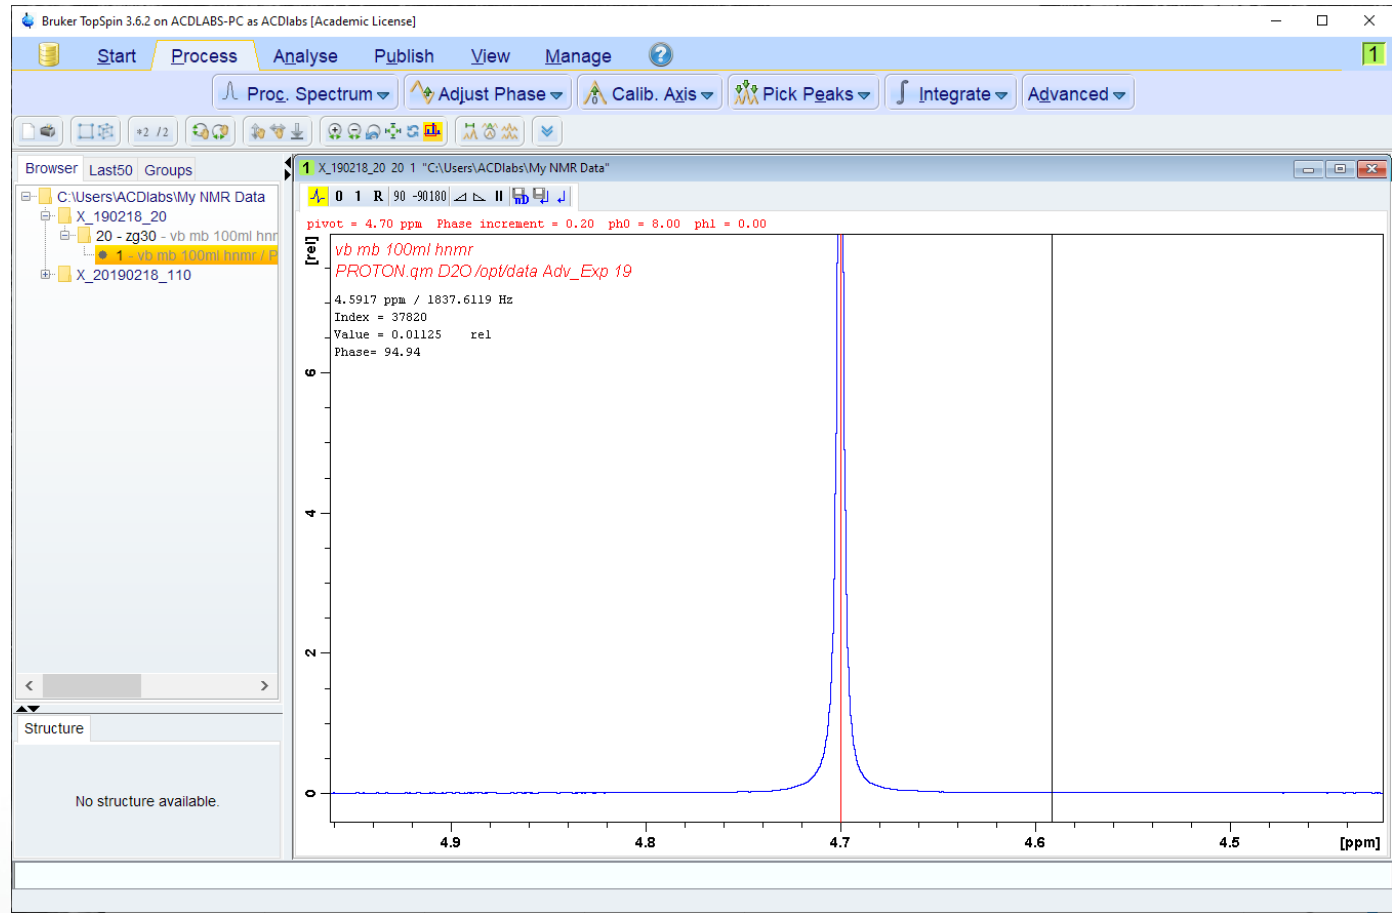 Bruker TopSpin 3.6.2 on ACDLABS-PC as ACDlabs [Academic License]
Start Process Analyse Publish View Manage ? 1
Proc. Spectrum Adjust Phase Calib. Axis Pick Peaks Integrate Advanced
*2 /2
Browser Last50 Groups
C:\Users\ACDlabs\My NMR Data
X_190218_20
20 - zg30 - vb mb 100ml hnr
1 - vb mb 100ml hnmr / P
X_20190218_110
Structure
No structure available.
1 X_190218_20 20 1 "C:\Users\ACDlabs\My NMR Data"
0 1 R 90 -90 180
pivot = 4.70 ppm Phase increment = 0.20 ph0 = 8.00 ph1 = 0.00
[rel]
vb mb 100ml hnmr
PROTON.qm D2O /opt/data Adv_Exp 19
4.5917 ppm / 1837.6119 Hz
Index = 37820
Value = 0.01125 rel
Phase= 94.94
6
4
2
0
4.9 4.8 4.7 4.6 4.5 [ppm]